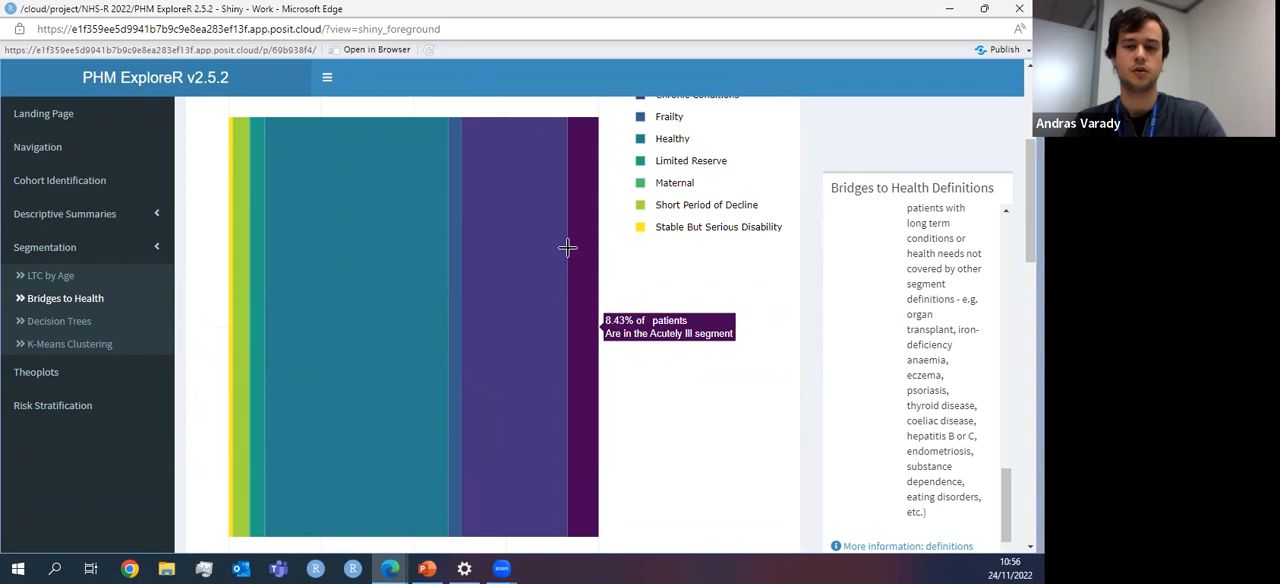 /cloud/project/NHS-R 2022/PHM ExploreR 2.5.2 - Shiny - Work - Microsoft Edge
https://e1f359ee5d9941b7b9c9e8ea283ef13f.app.posit.cloud/?view=shiny_foreground
https://e1f359ee5d9941b7b9c9e8ea283ef13f.app.posit.cloud/p/69b938f4/
Open in Browser
Publish
PHM ExploreR v2.5.2
Landing Page
Navigation
Cohort Identification
Descriptive Summaries
Segmentation
LTC by Age
Bridges to Health
Decision Trees
K-Means Clustering
Theoplots
Risk Stratification
Chronic Conditions
Frailty
Healthy
Limited Reserve
Maternal
Short Period of Decline
Stable But Serious Disability
8.43% of patients
Are in the Acutely Ill segment
Bridges to Health Definitions
patients with
long term
conditions or
health needs not
covered by other
segment
definitions - e.g.
organ
transplant, iron-
deficiency
anaemia,
eczema,
psoriasis,
thyroid disease,
coeliac disease,
hepatitis B or C,
endometriosis,
substance
dependence,
eating disorders,
etc.)
More information: definitions
Andras Varady
10:56
24/11/2022